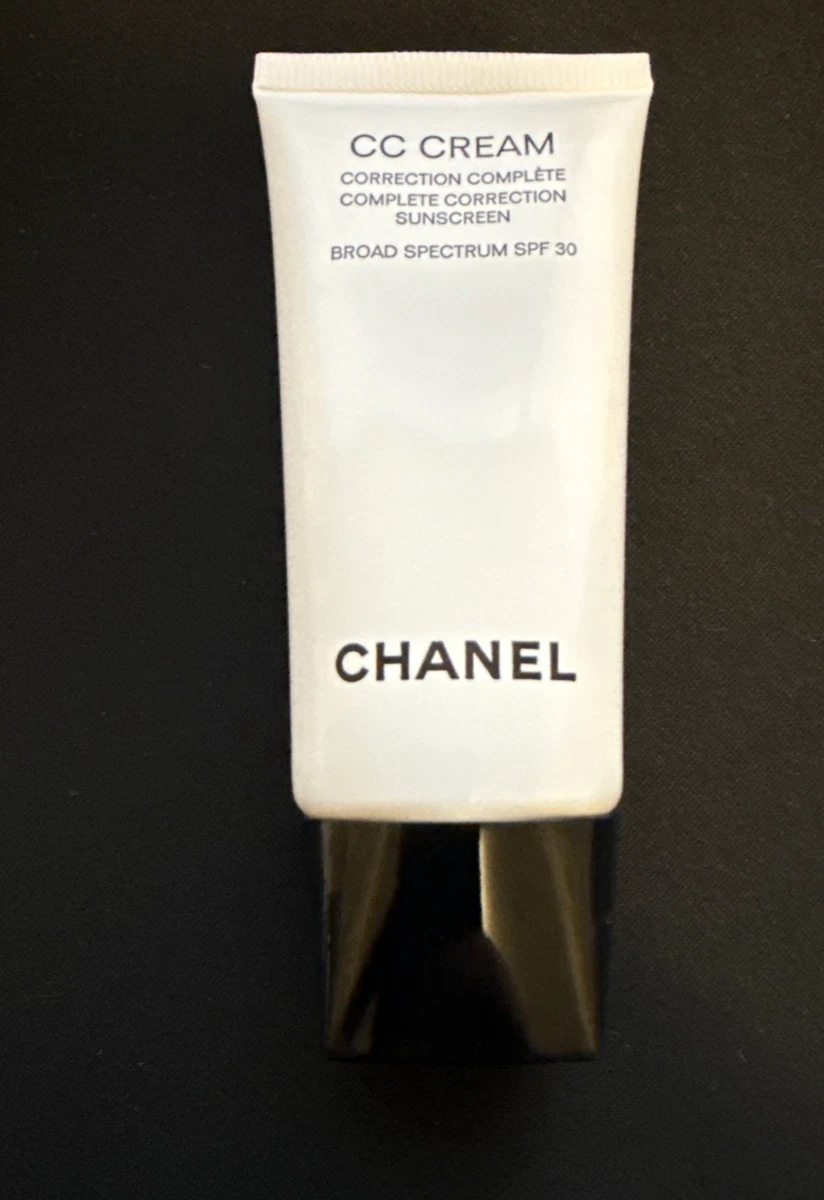 CC CREAM
CORRECTION COMPLÈTE
COMPLETE CORRECTION
SUNSCREEN
BROAD SPECTRUM SPF 30
CHANEL